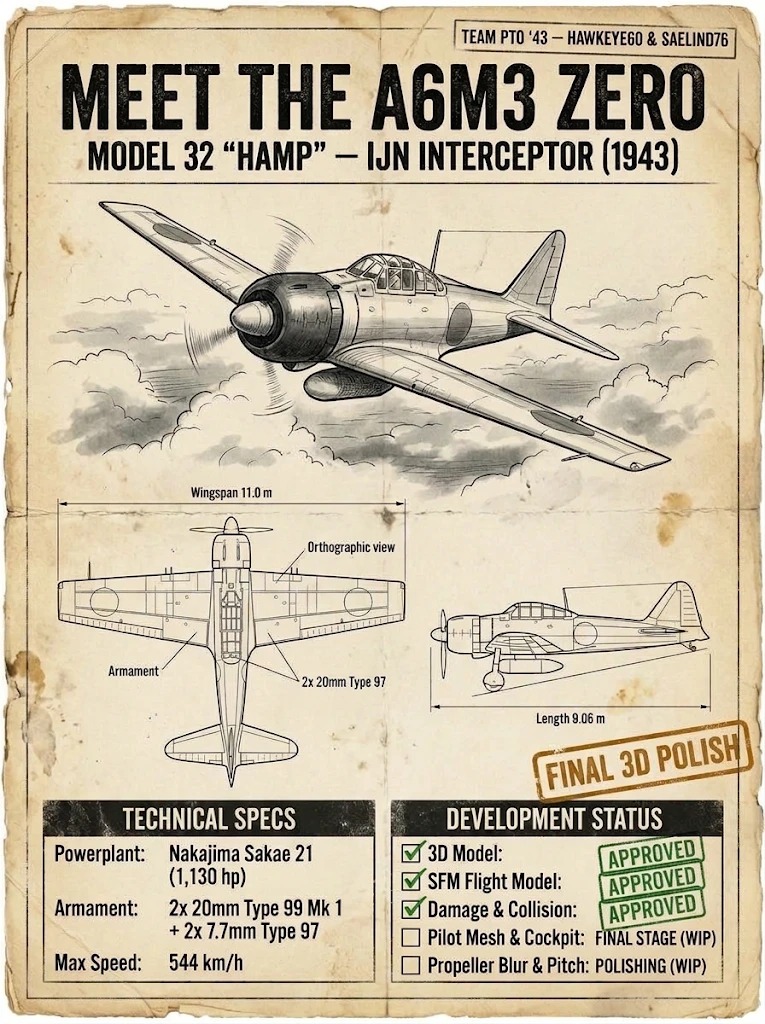 TEAM PTO '43 – HAWKEYE60 & SAELIND76
MEET THE A6M3 ZERO
MODEL 32 "HAMP" – IJN INTERCEPTOR (1943)
Wingspan 11.0 m
Orthographic view
Armament
2x 20mm Type 97
Length 9.06 m
FINAL 3D POLISH
TECHNICAL SPECS
Powerplant: Nakajima Sakae 21
(1,130 hp)
Armament: 2x 20mm Type 99 Mk 1
+ 2x 7.7mm Type 97
Max Speed: 544 km/h
DEVELOPMENT STATUS
3D Model: APPROVED
SFM Flight Model: APPROVED
Damage & Collision: APPROVED
Pilot Mesh & Cockpit: FINAL STAGE (WIP)
Propeller Blur & Pitch: POLISHING (WIP)